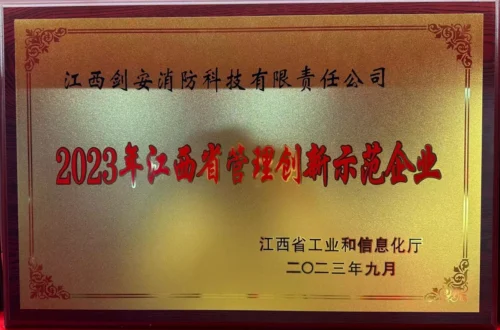 江西剑安消防科技有限责任公司
2023年江西省管理创新示范企业
江西省工业和信息化厅
二〇二三年九月